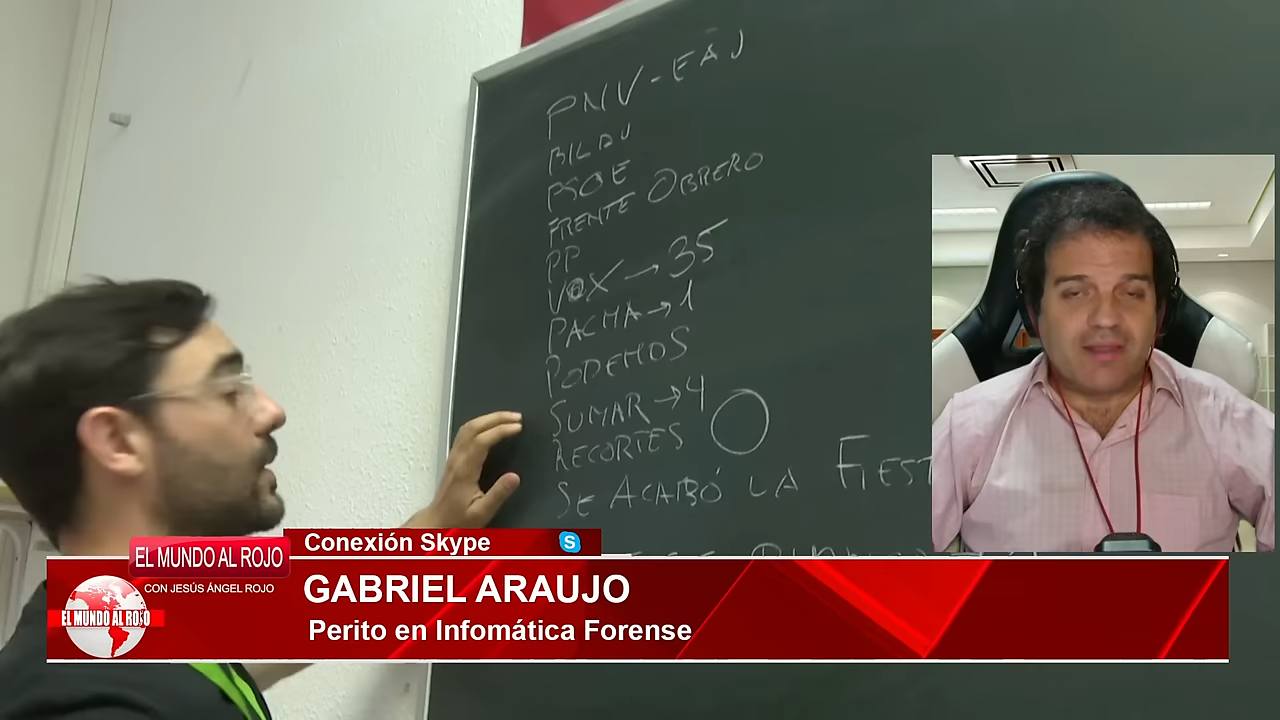 PNV-EAJ
BILDU
PSOE
FRENTE OBRERO
PP
VOX → 35
PACMA → 1
PODEMOS
SUMAR → 4
RECORTES
SE ACABÓ LA FIEST
Conexión Skype
EL MUNDO AL ROJO
CON JESÚS ÁNGEL ROJO
EL MUNDO AL ROJO
GABRIEL ARAUJO
Perito en Infomática Forense